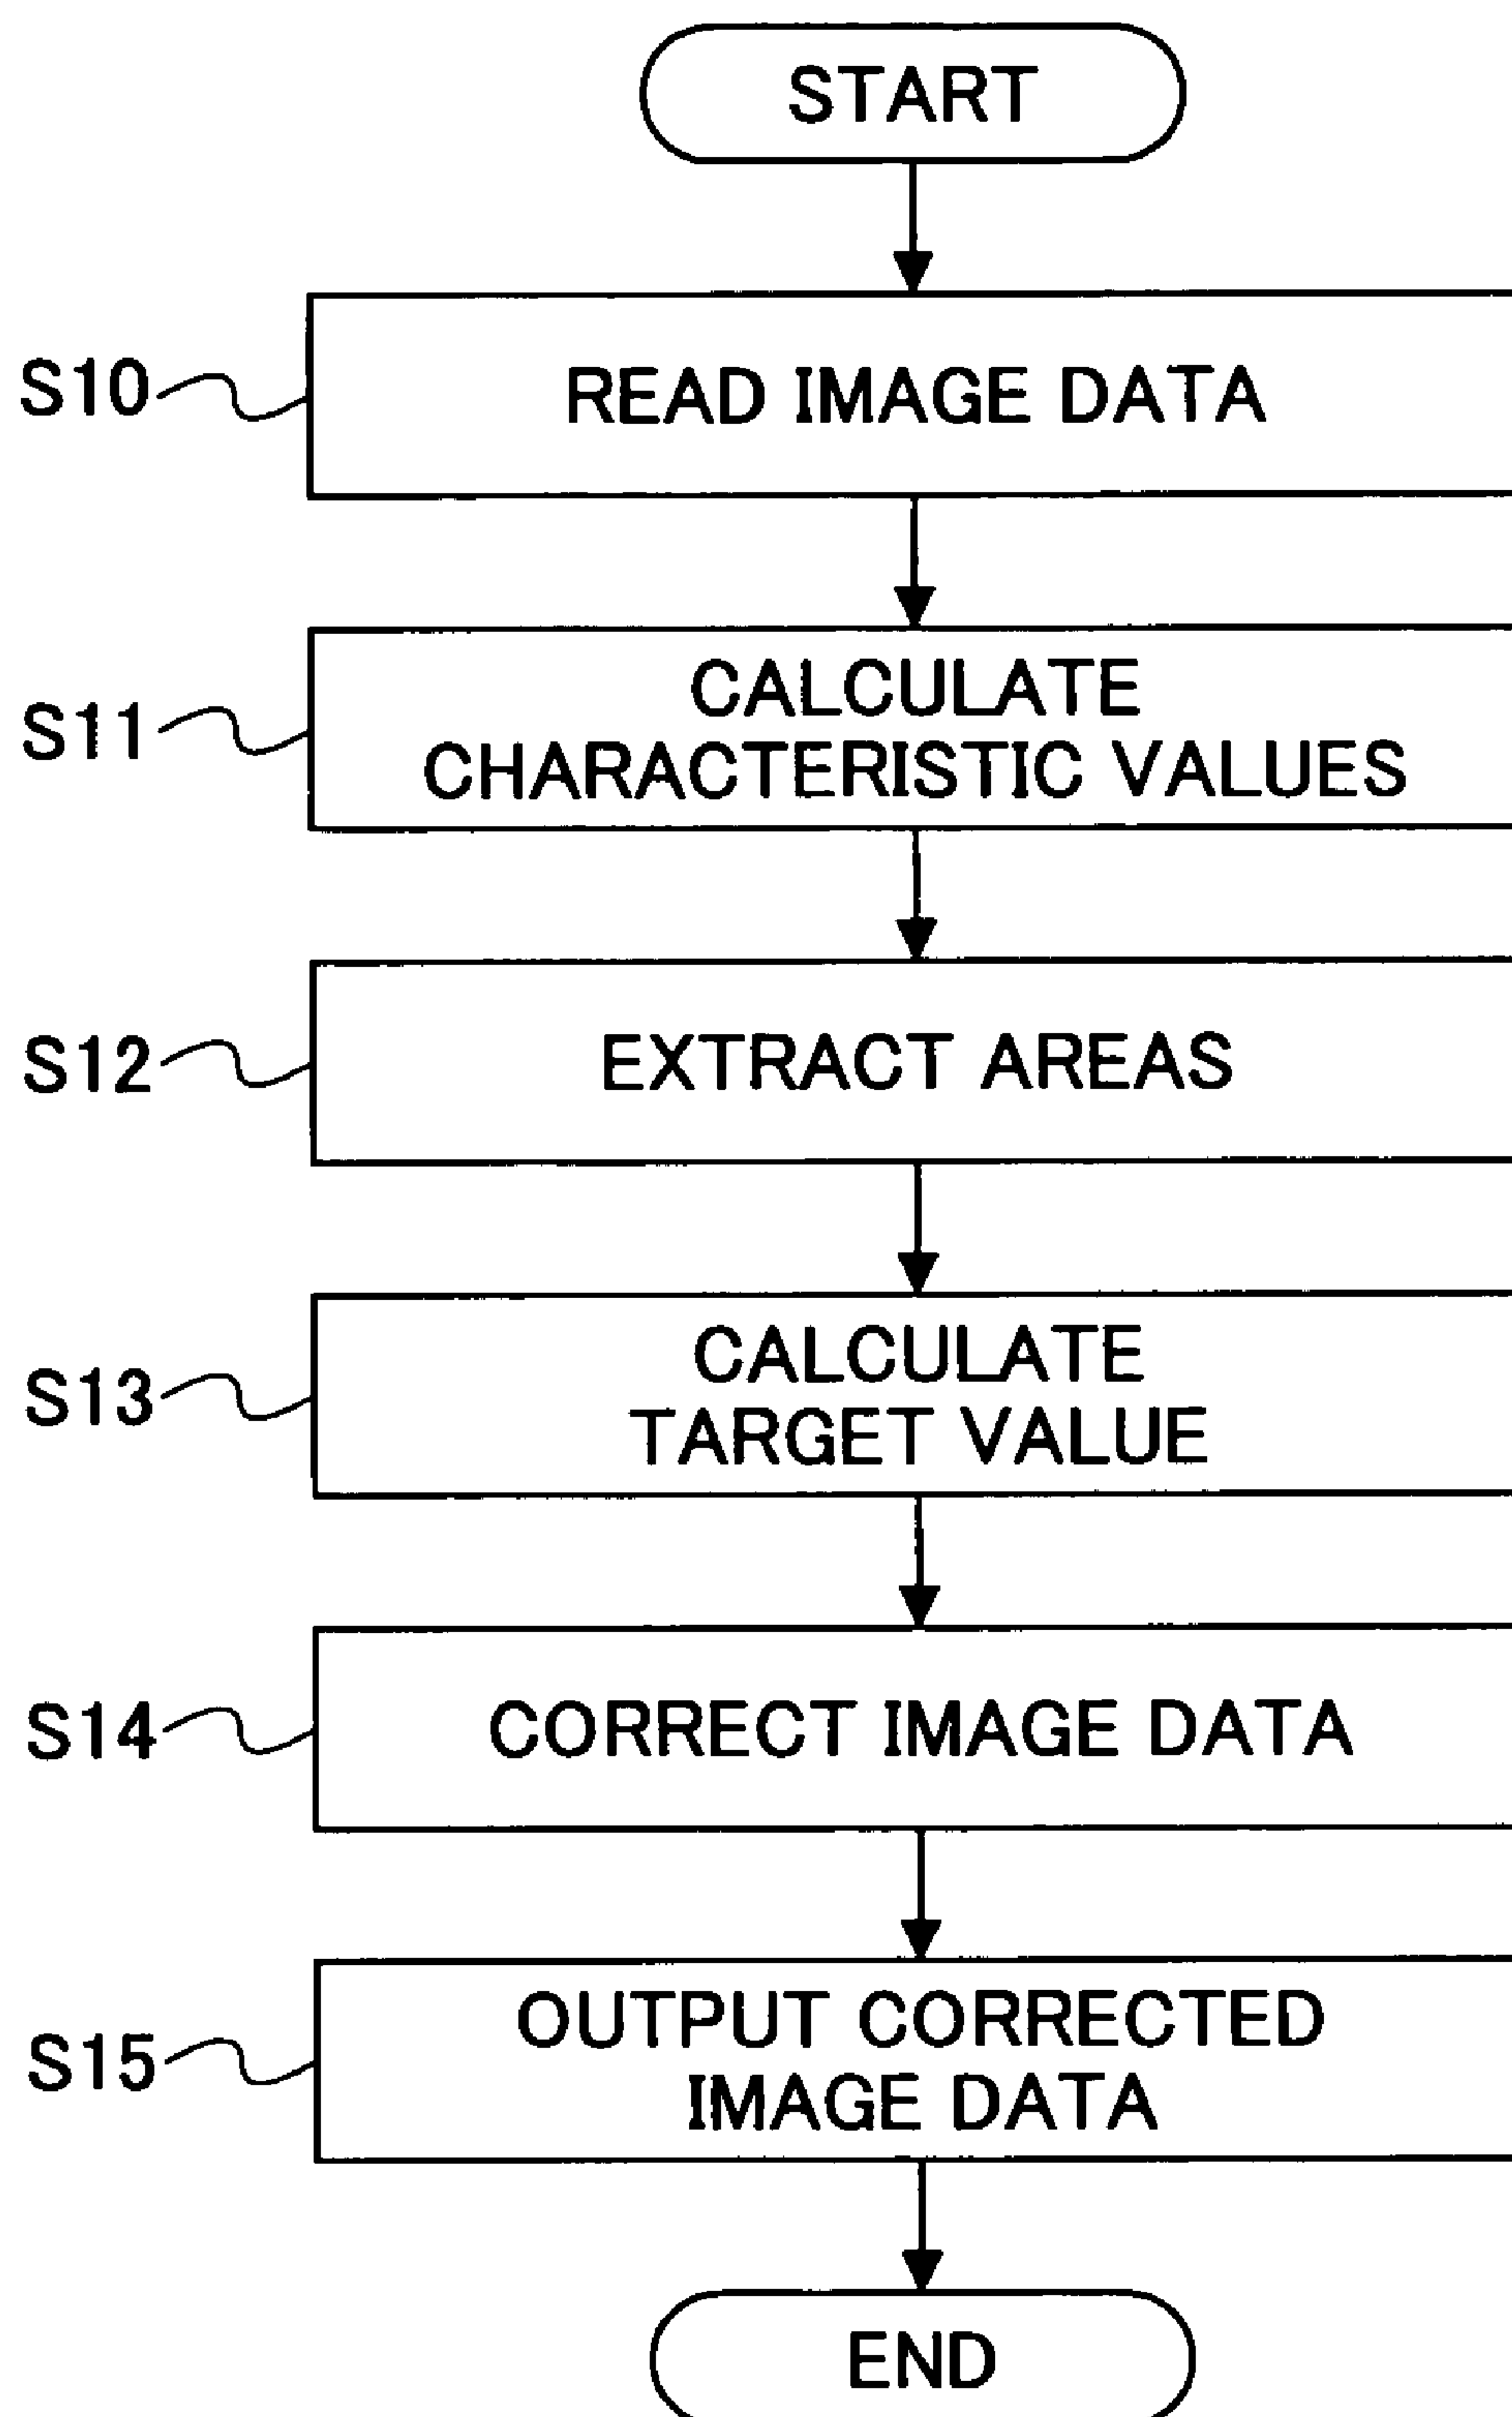 START
S10 READ IMAGE DATA
CALCULATE
S11 CHARACTERISTIC VALUES
S12 EXTRACT AREAS
CALCULATE
S13 TARGET VALUE
S14 CORRECT IMAGE DATA
OUTPUT CORRECTED
S15 IMAGE DATA
END